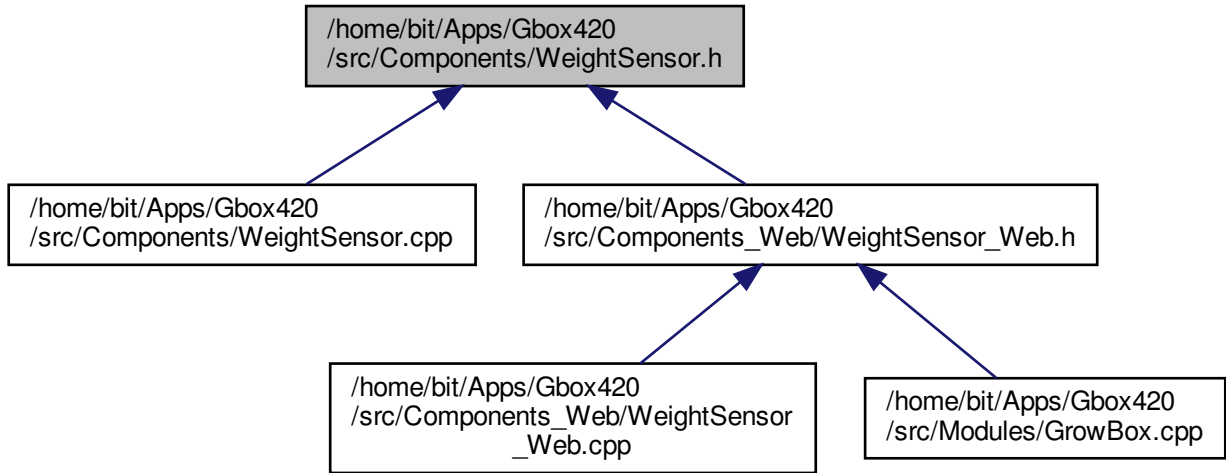 /home/bit/Apps/Gbox420
/src/Components/WeightSensor.h
/home/bit/Apps/Gbox420
/src/Components/WeightSensor.cpp
/home/bit/Apps/Gbox420
/src/Components_Web/WeightSensor_Web.h
/home/bit/Apps/Gbox420
/src/Components_Web/WeightSensor
_Web.cpp
/home/bit/Apps/Gbox420
/src/Modules/GrowBox.cpp